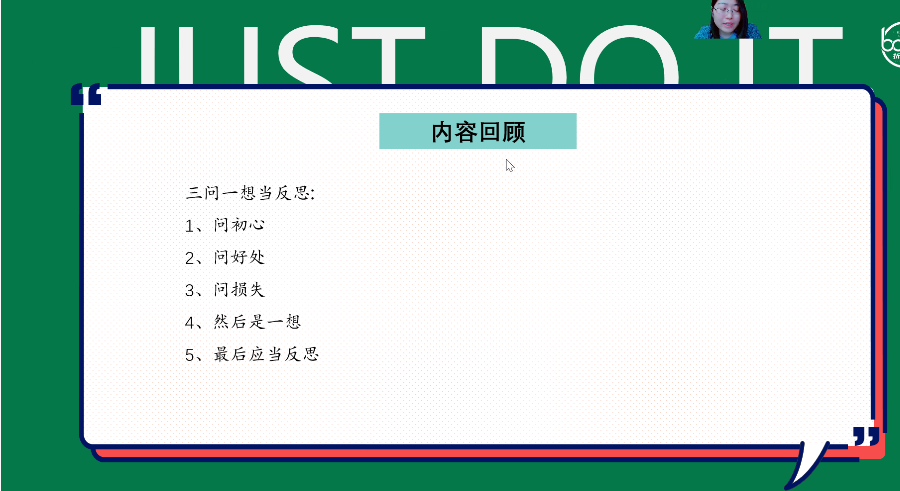 JUST DO IT
内容回顾
三问一想当反思:
1、问初心
2、问好处
3、问损失
4、然后是一想
5、最后应当反思